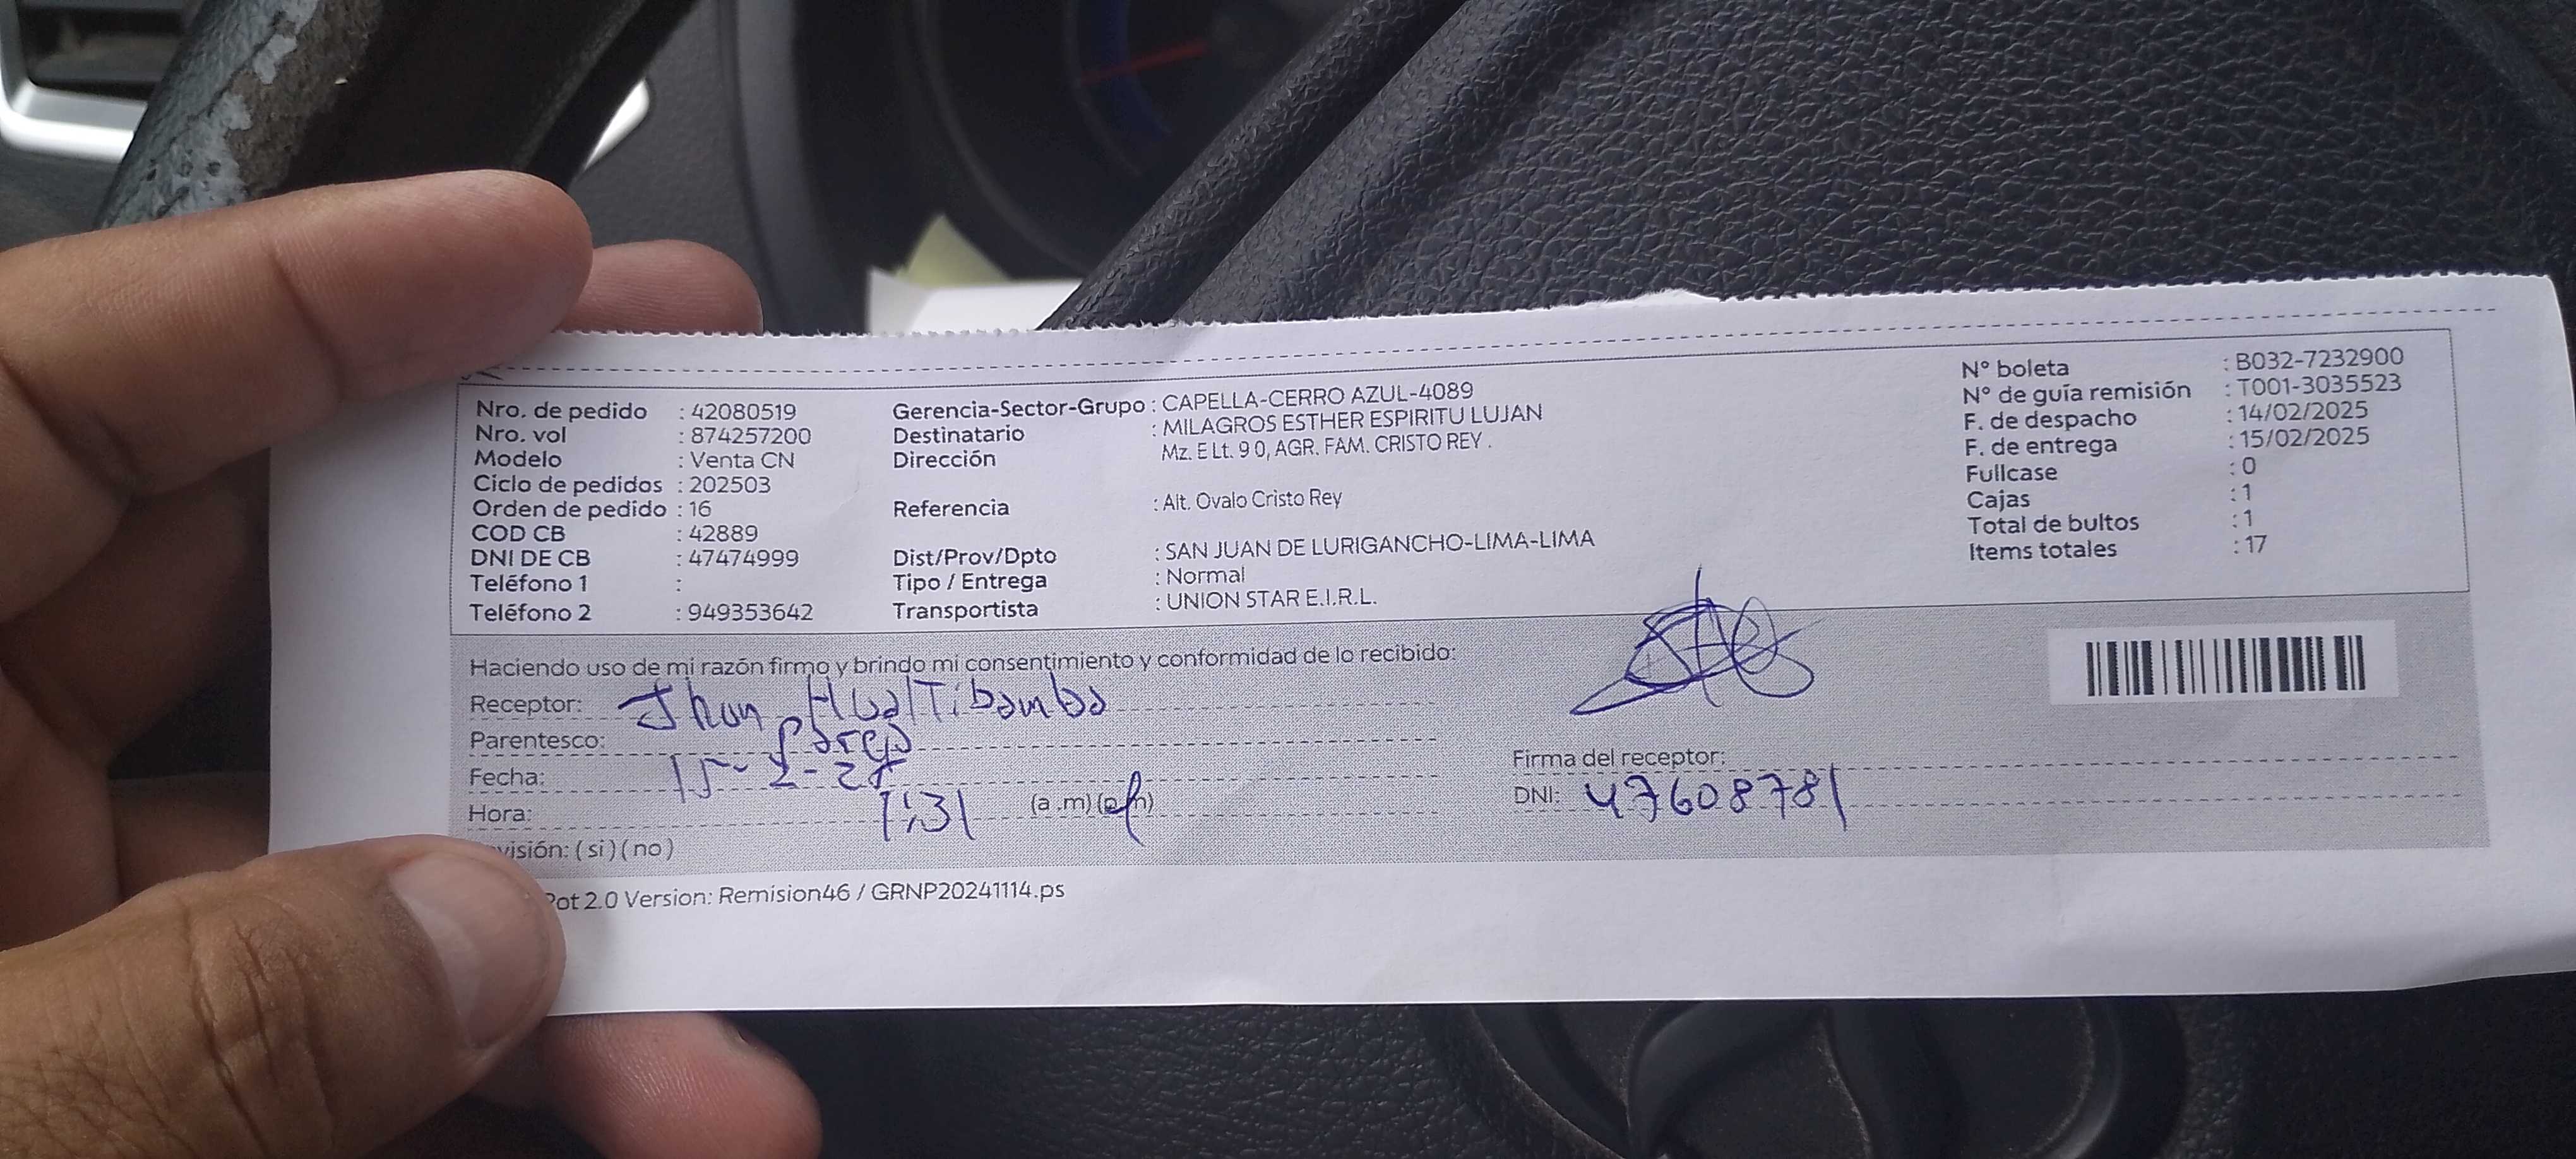 Nro. de pedido : 42080519
Nro. vol : 874257200
Modelo : Venta CN
Ciclo de pedidos : 202503
Orden de pedido : 16
COD CB : 42889
DNI DE CB : 47474999
Teléfono 1 :
Teléfono 2 : 949353642
Gerencia-Sector-Grupo : CAPELLA-CERRO AZUL-4089
Destinatario : MILAGROS ESTHER ESPIRITU LUJAN
Dirección Mz. E Lt. 9 0, AGR. FAM. CRISTO REY .
Referencia : Alt. Ovalo Cristo Rey
Dist/Prov/Dpto : SAN JUAN DE LURIGANCHO-LIMA-LIMA
Tipo / Entrega : Normal
Transportista : UNION STAR E.I.R.L.
N° boleta : B032-7232900
N° de guía remisión : T001-3035523
F. de despacho : 14/02/2025
F. de entrega : 15/02/2025
Fullcase : 0
Cajas : 1
Total de bultos : 1
Items totales : 17
Haciendo uso de mi razón firmo y brindo mi consentimiento y conformidad de lo recibido:
Receptor: Jhon HualTibamba
Parentesco: pareja
Fecha: 15-2-25
Hora: 1:31 (a .m) (p.m)
visión: ( si ) ( no )
Firma del receptor:
DNI: 47608781
Pot 2.0 Version: Remision46 / GRNP20241114.ps